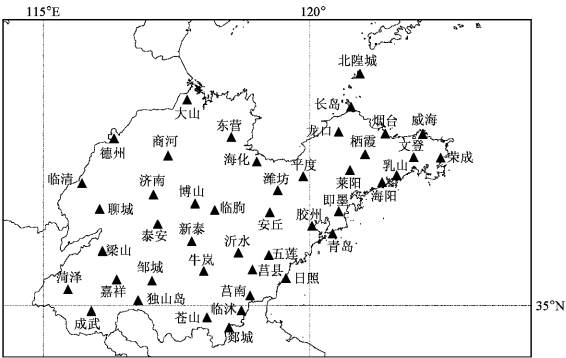 115°E
120°
北隍城
大山
长岛
龙口
烟台
威海
东营
栖霞
文登
荣成
德州
商河
海化
平度
莱阳
乳山
临清
济南
博山
潍坊
即墨
海阳
聊城
临朐
安丘
胶州
泰安
新泰
青岛
梁山
沂水
五莲
菏泽
嘉祥
邹城
牛岚
莒县
日照
独山岛
莒南
成武
苍山
临沭
郯城
35°N